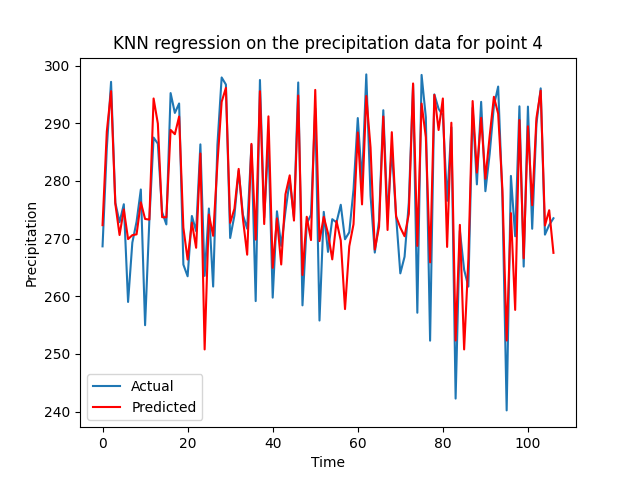 KNN regression on the precipitation data for point 4
300
290
280
270
260
250
240
Precipitation
Actual
Predicted
0 20 40 60 80 100
Time